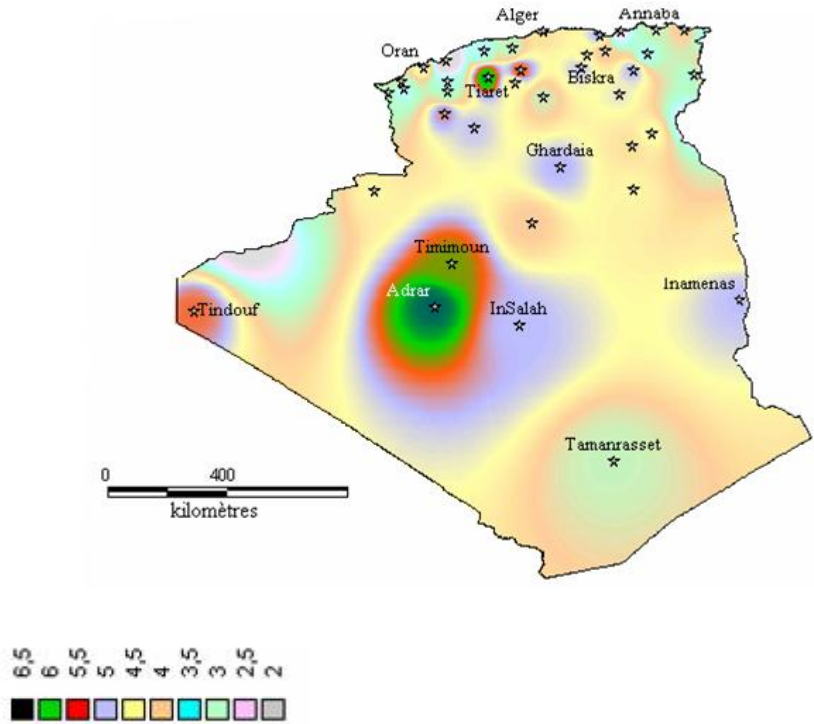 Alger
Annaba
Oran
Tiaret
Biskra
Ghardaia
Timimoun
Adrar
Inamenas
Tindouf
InSalah
Tamanrasset
0 400
kilomètres
6,5 6 5,5 5 4,5 4 3,5 3 2,5 2